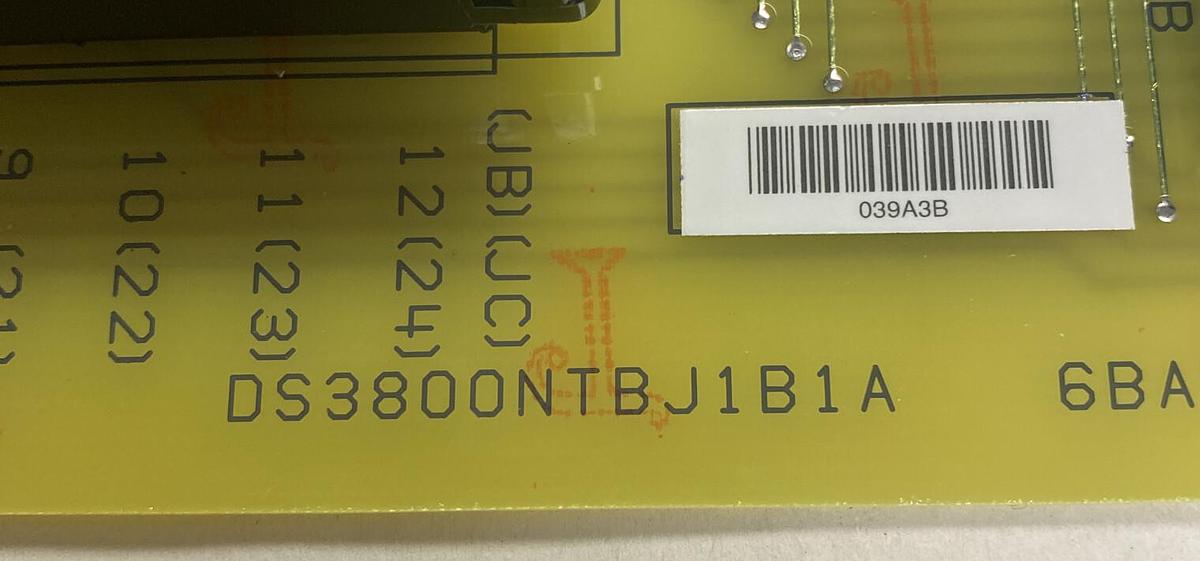 039A3B
(JB)(JC)
12(24)
11(23)
10(22)
DS3800NTBJ1B1A
6BA
B